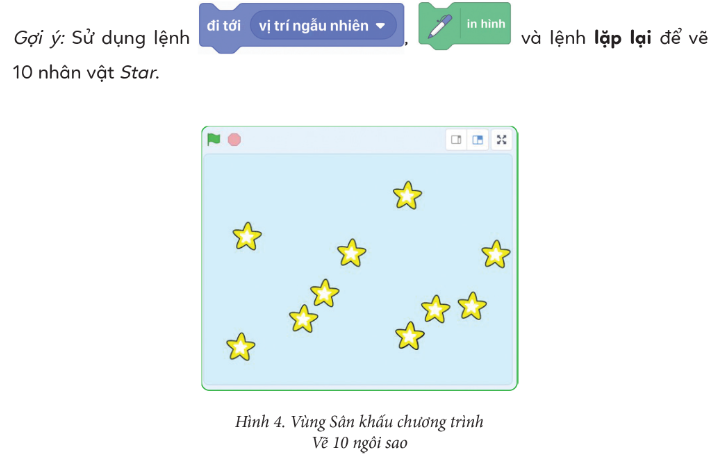 Gợi ý: Sử dụng lệnh đi tới vị trí ngẫu nhiên , in hình và lệnh lặp lại để vẽ
10 nhân vật Star.
Hình 4. Vùng Sân khấu chương trình
Vẽ 10 ngôi sao